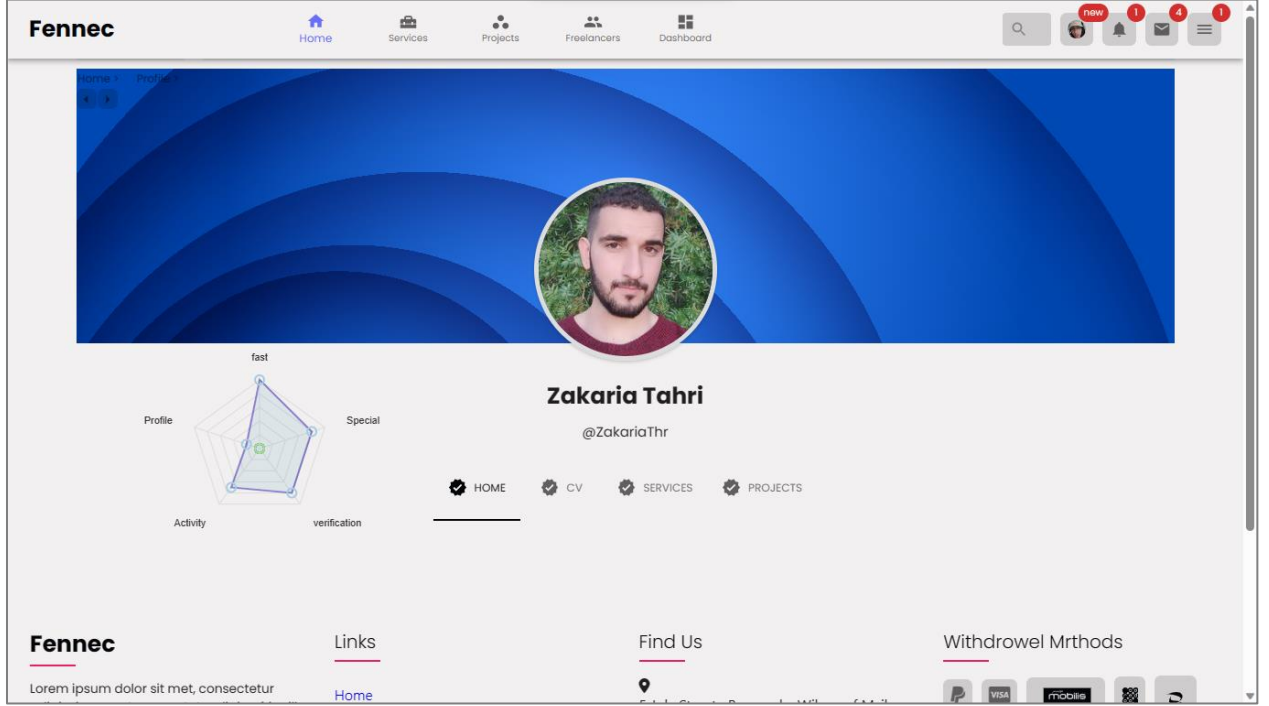 Fennec
Home
Services
Projects
Freelancers
Dashboard
new
1
4
1
Home > Profile >
fast
Profile
Special
Activity
verification
Zakaria Tahri
@ZakariaThr
HOME
CV
SERVICES
PROJECTS
Fennec
Links
Find Us
Withdrowel Mrthods
Lorem ipsum dolor sit met, consectetur
Home
VISA
mobilis